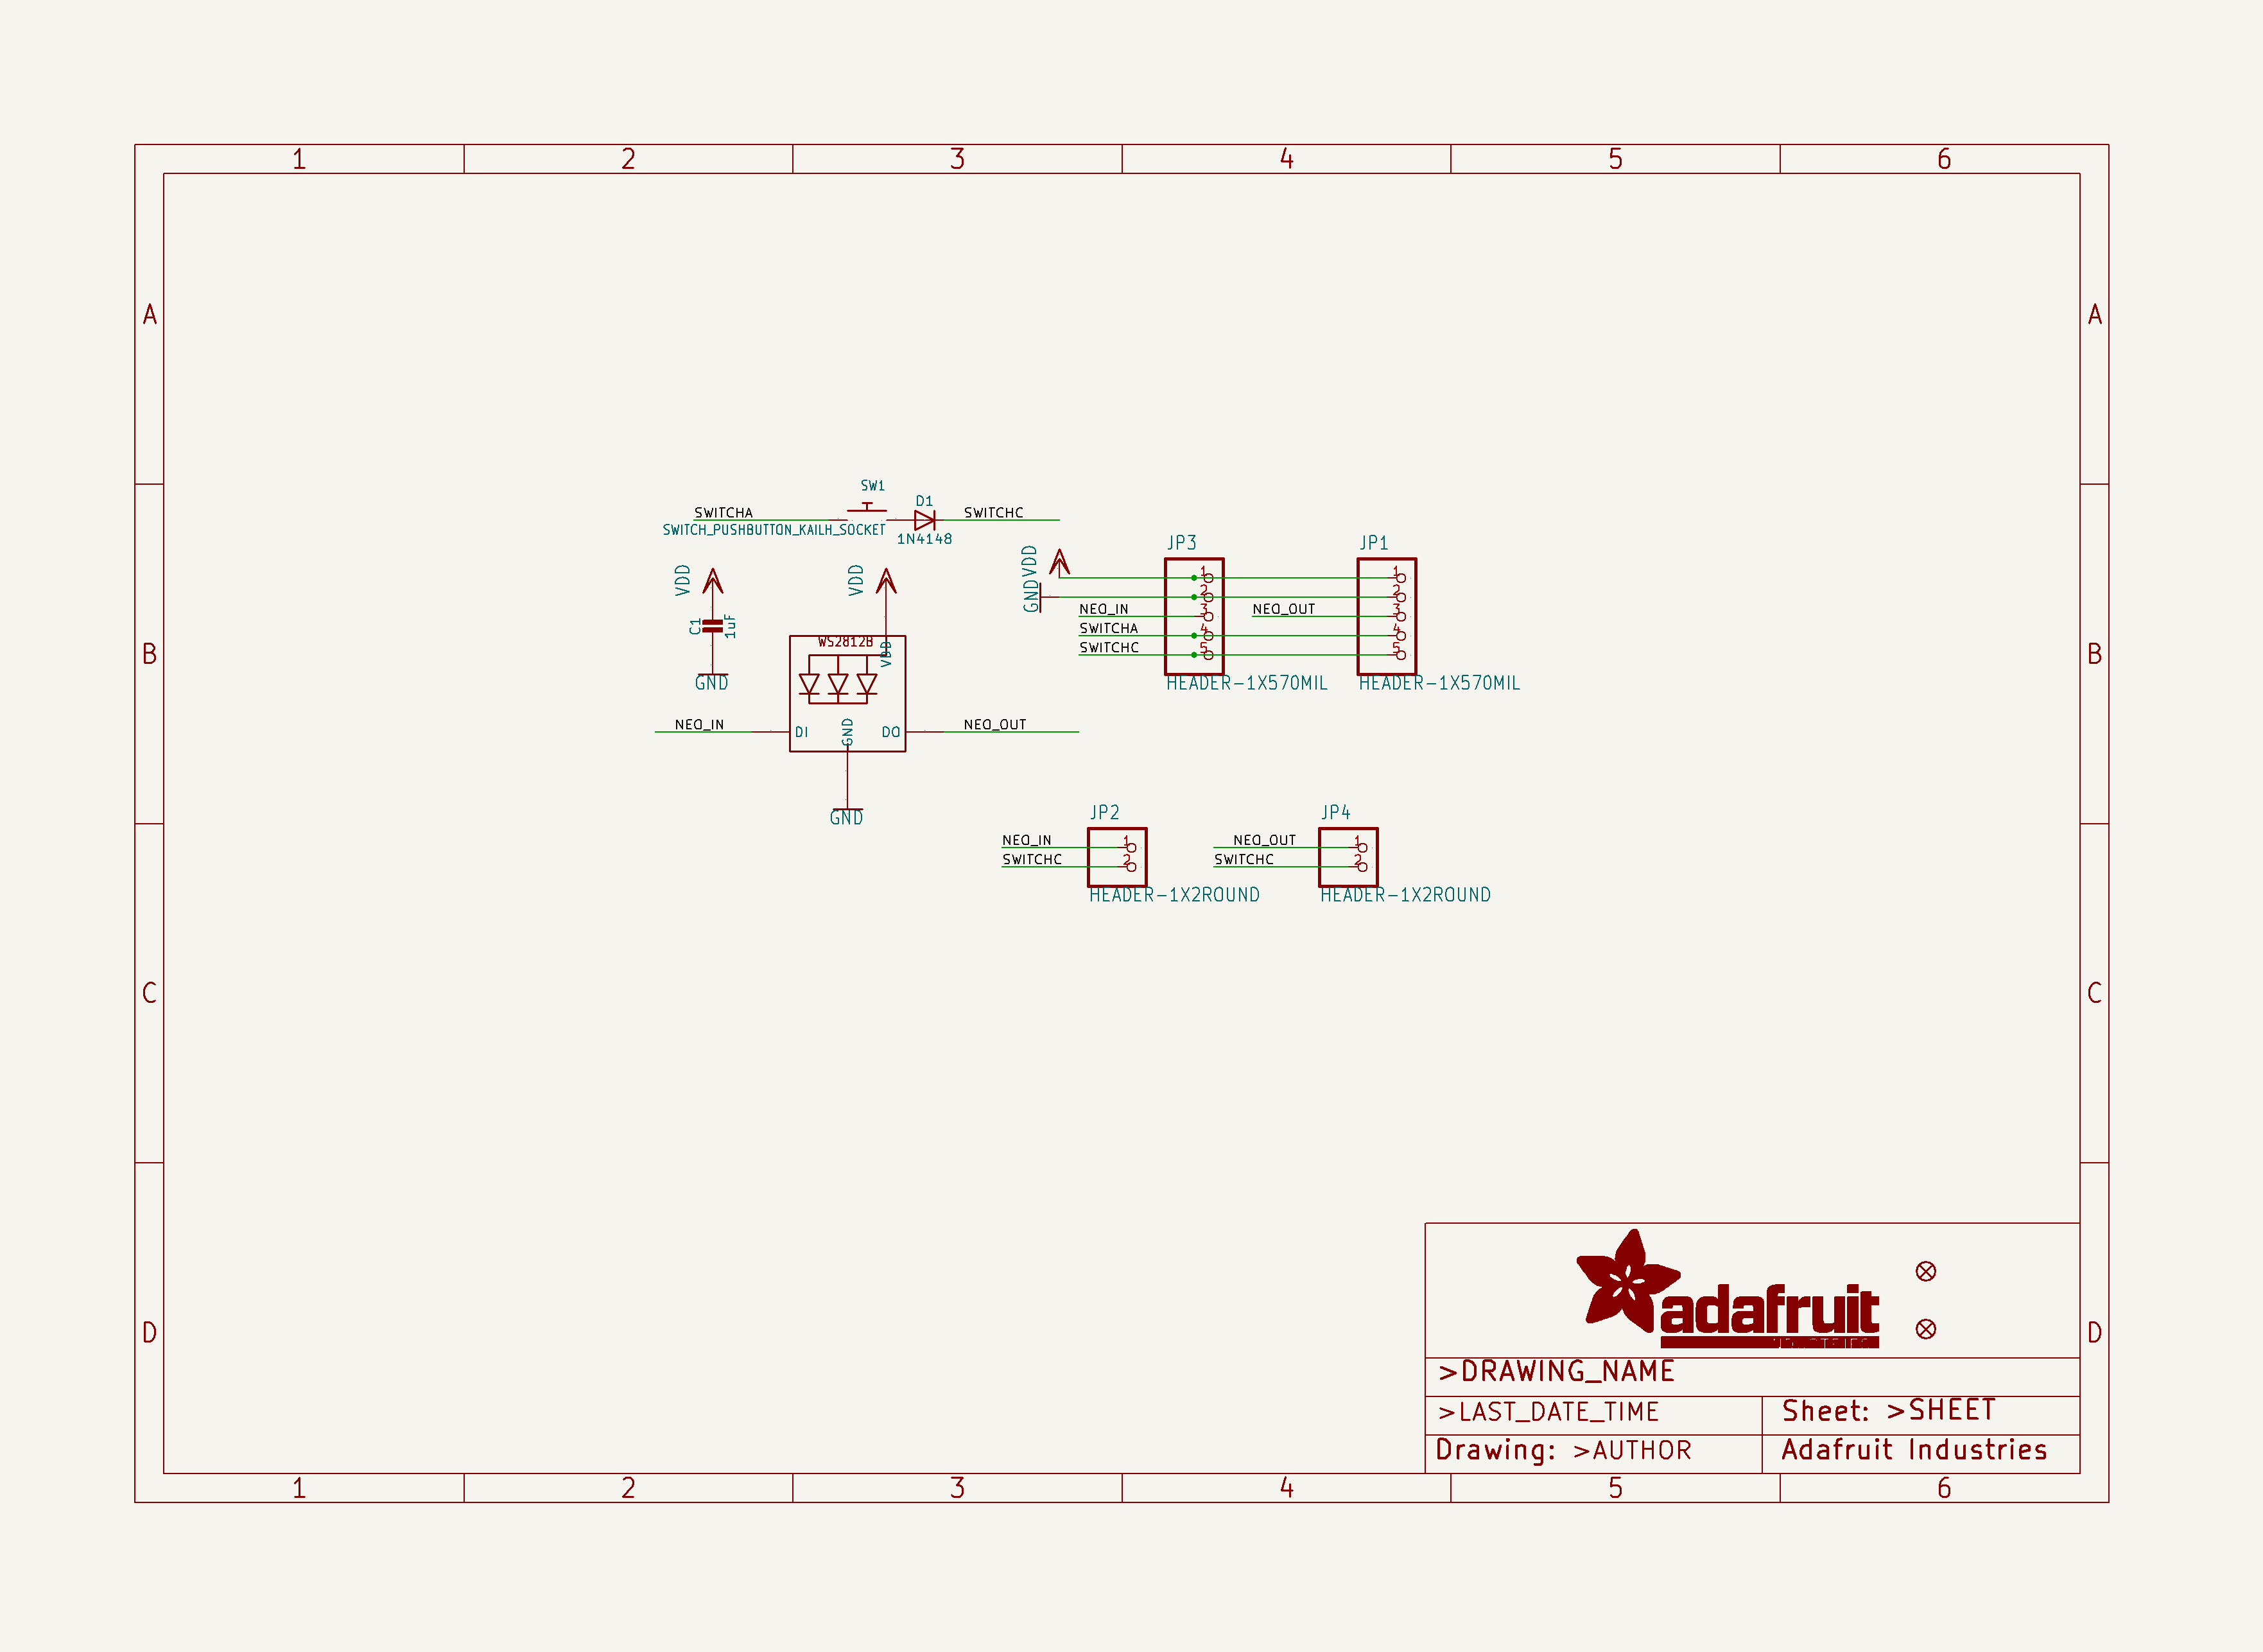 1 2 3 4 5 6
A A
SW1
D1
SWITCHA
SWITCHC
SWITCH_PUSHBUTTON_KAILH_SOCKET
1N4148
JP3
JP1
VDD
VDD
VDD
GND
C1
1uF
GND
1
2
NEO_IN
3
SWITCHA
4
SWITCHC
5
1
2
NEO_OUT
3
4
5
HEADER-1X570MIL
HEADER-1X570MIL
WS2812B
VDD
B B
NEO_IN
DI
GND
DO
NEO_OUT
GND
JP2
JP4
NEO_IN
1
SWITCHC
2
NEO_OUT
1
SWITCHC
2
HEADER-1X2ROUND
HEADER-1X2ROUND
C C
adafruit
D D
>DRAWING_NAME
>LAST_DATE_TIME
Sheet: >SHEET
Drawing: >AUTHOR
Adafruit Industries
1 2 3 4 5 6